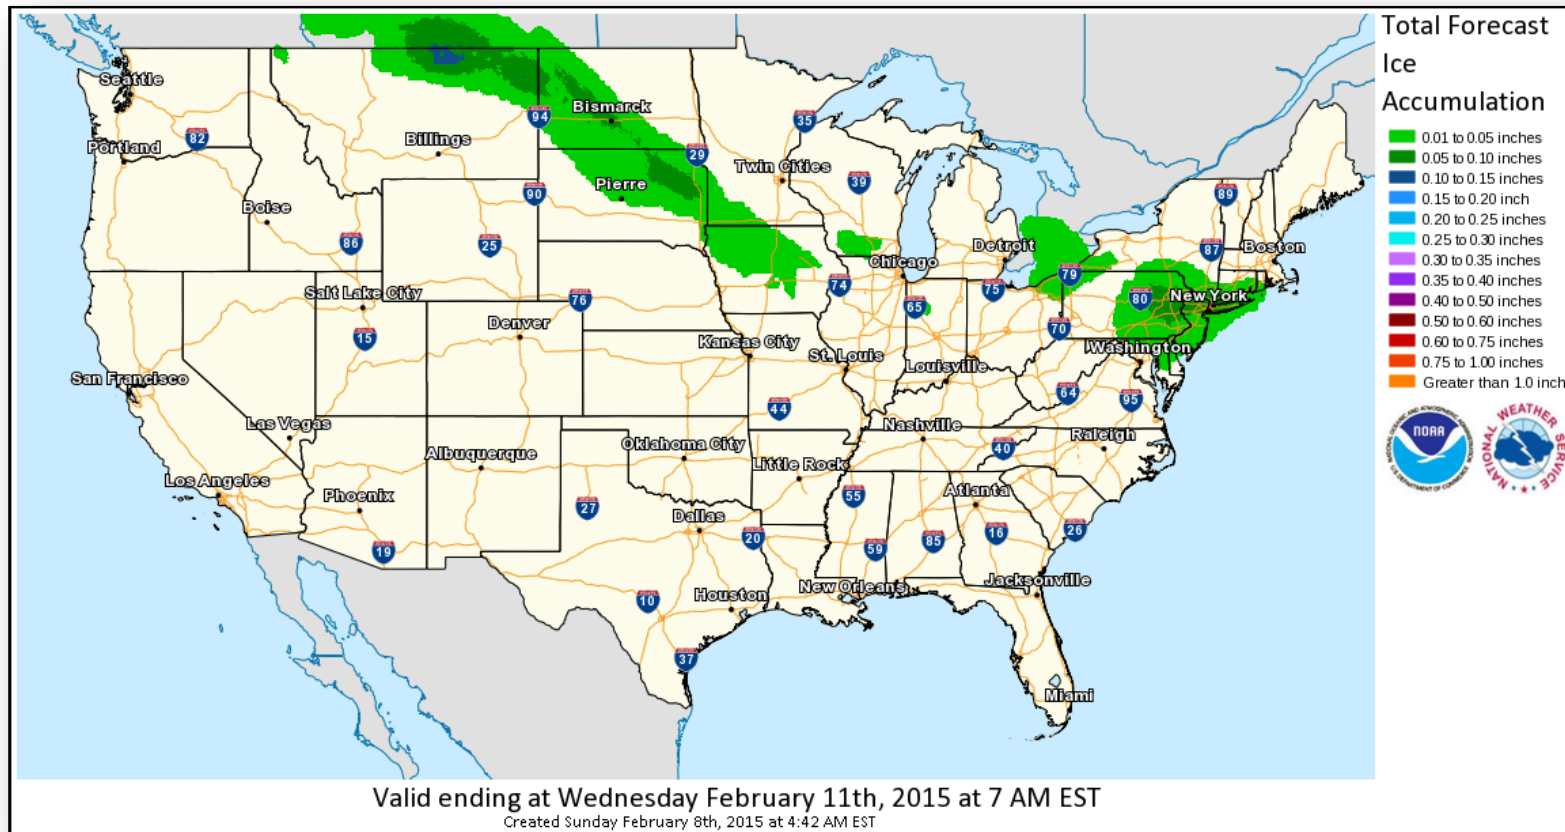 Total Forecast
Ice
Accumulation
0.01 to 0.05 inches
0.05 to 0.10 inches
0.10 to 0.15 inches
0.15 to 0.20 inch
0.20 to 0.25 inches
0.25 to 0.30 inches
0.30 to 0.35 inches
0.35 to 0.40 inches
0.40 to 0.50 inches
0.50 to 0.60 inches
0.60 to 0.75 inches
0.75 to 1.00 inches
Greater than 1.0 inch
NOAA
NATIONAL OCEANIC AND ATMOSPHERIC ADMINISTRATION
U.S. DEPARTMENT OF COMMERCE
NATIONAL WEATHER SERVICE
Seattle
82
Portland
Billings
94
Bismarck
35
29
Twin Cities
39
89
Boise
90
Pierre
86
25
Detroit
87
Boston
Chicago
79
Salt Lake City
76
74
65
75
80
New York
15
Denver
Kansas City
St. Louis
70
Washington
San Francisco
Louisville
64
95
Las Vegas
44
Nashville
Albuquerque
Oklahoma City
40
Raleigh
Los Angeles
Phoenix
Little Rock
27
55
Atlanta
Dallas
20
59
85
16
26
19
10
Houston
New Orleans
Jacksonville
37
Miami
Valid ending at Wednesday February 11th, 2015 at 7 AM EST
Created Sunday February 8th, 2015 at 4:42 AM EST